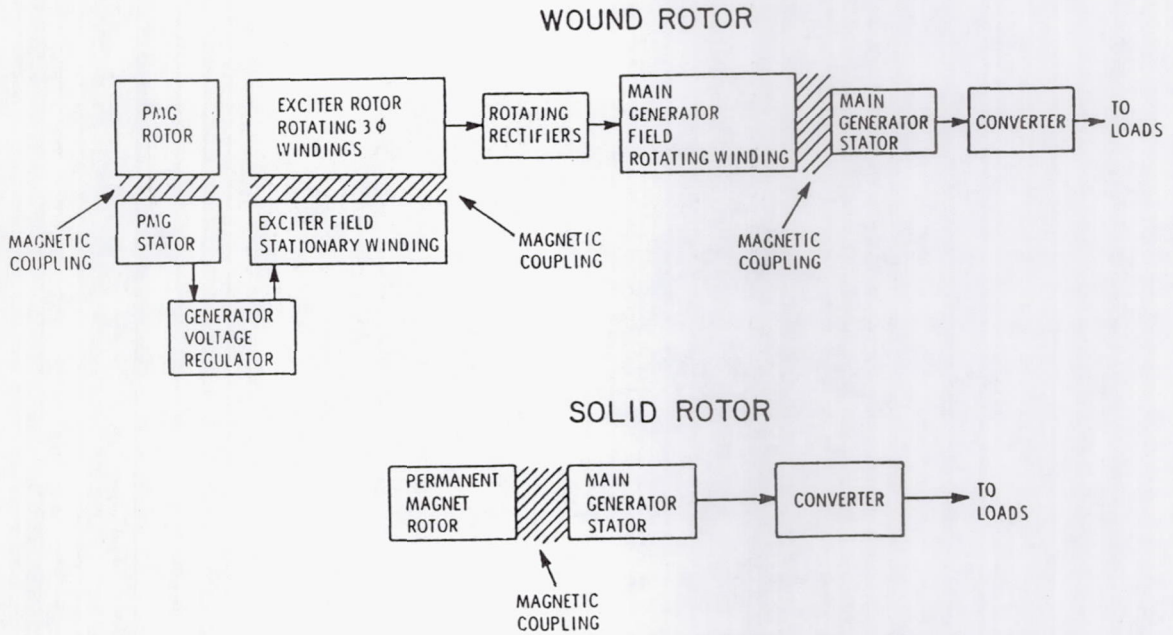 WOUND ROTOR
PMG
ROTOR
EXCITER ROTOR
ROTATING 3ϕ
WINDINGS
ROTATING
RECTIFIERS
MAIN
GENERATOR
FIELD
ROTATING WINDING
MAIN
GENERATOR
STATOR
CONVERTER
TO
LOADS
PMG
STATOR
EXCITER FIELD
STATIONARY WINDING
MAGNETIC
COUPLING
MAGNETIC
COUPLING
MAGNETIC
COUPLING
GENERATOR
VOLTAGE
REGULATOR
SOLID ROTOR
PERMANENT
MAGNET
ROTOR
MAIN
GENERATOR
STATOR
CONVERTER
TO
LOADS
MAGNETIC
COUPLING